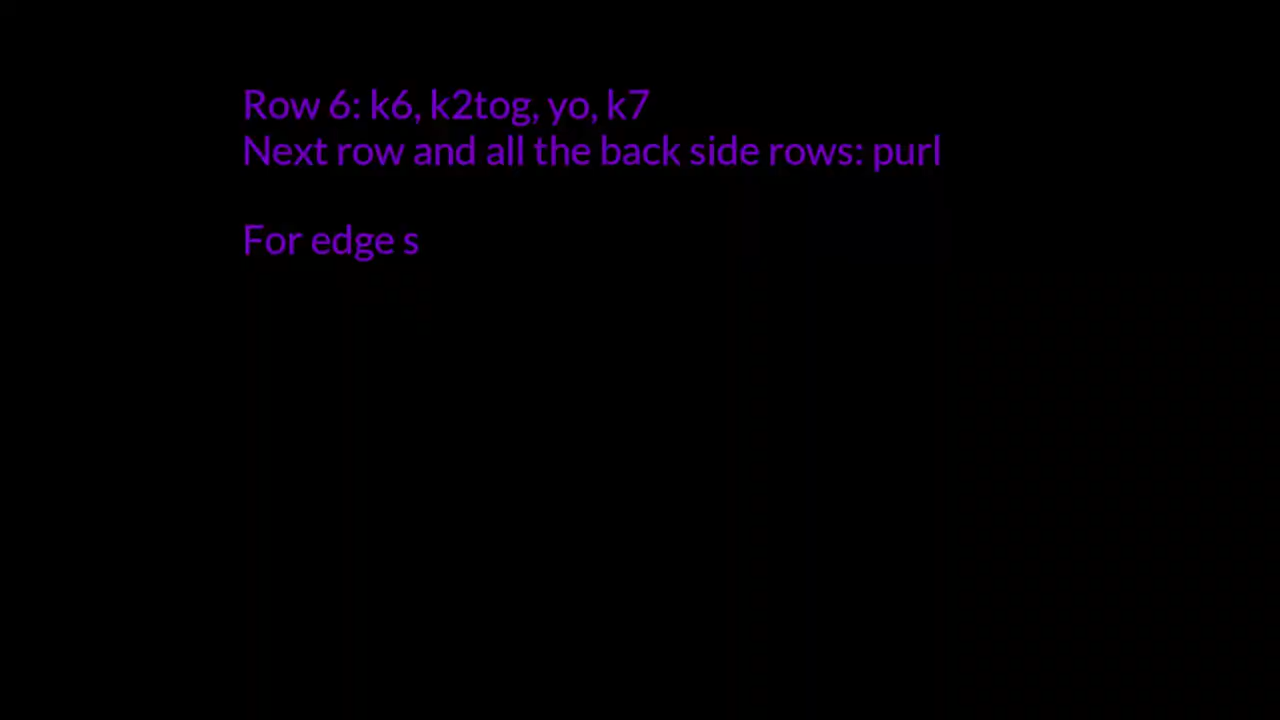 Row 6: k6, k2tog, yo, k7
Next row and all the back side rows: purl
For edge s